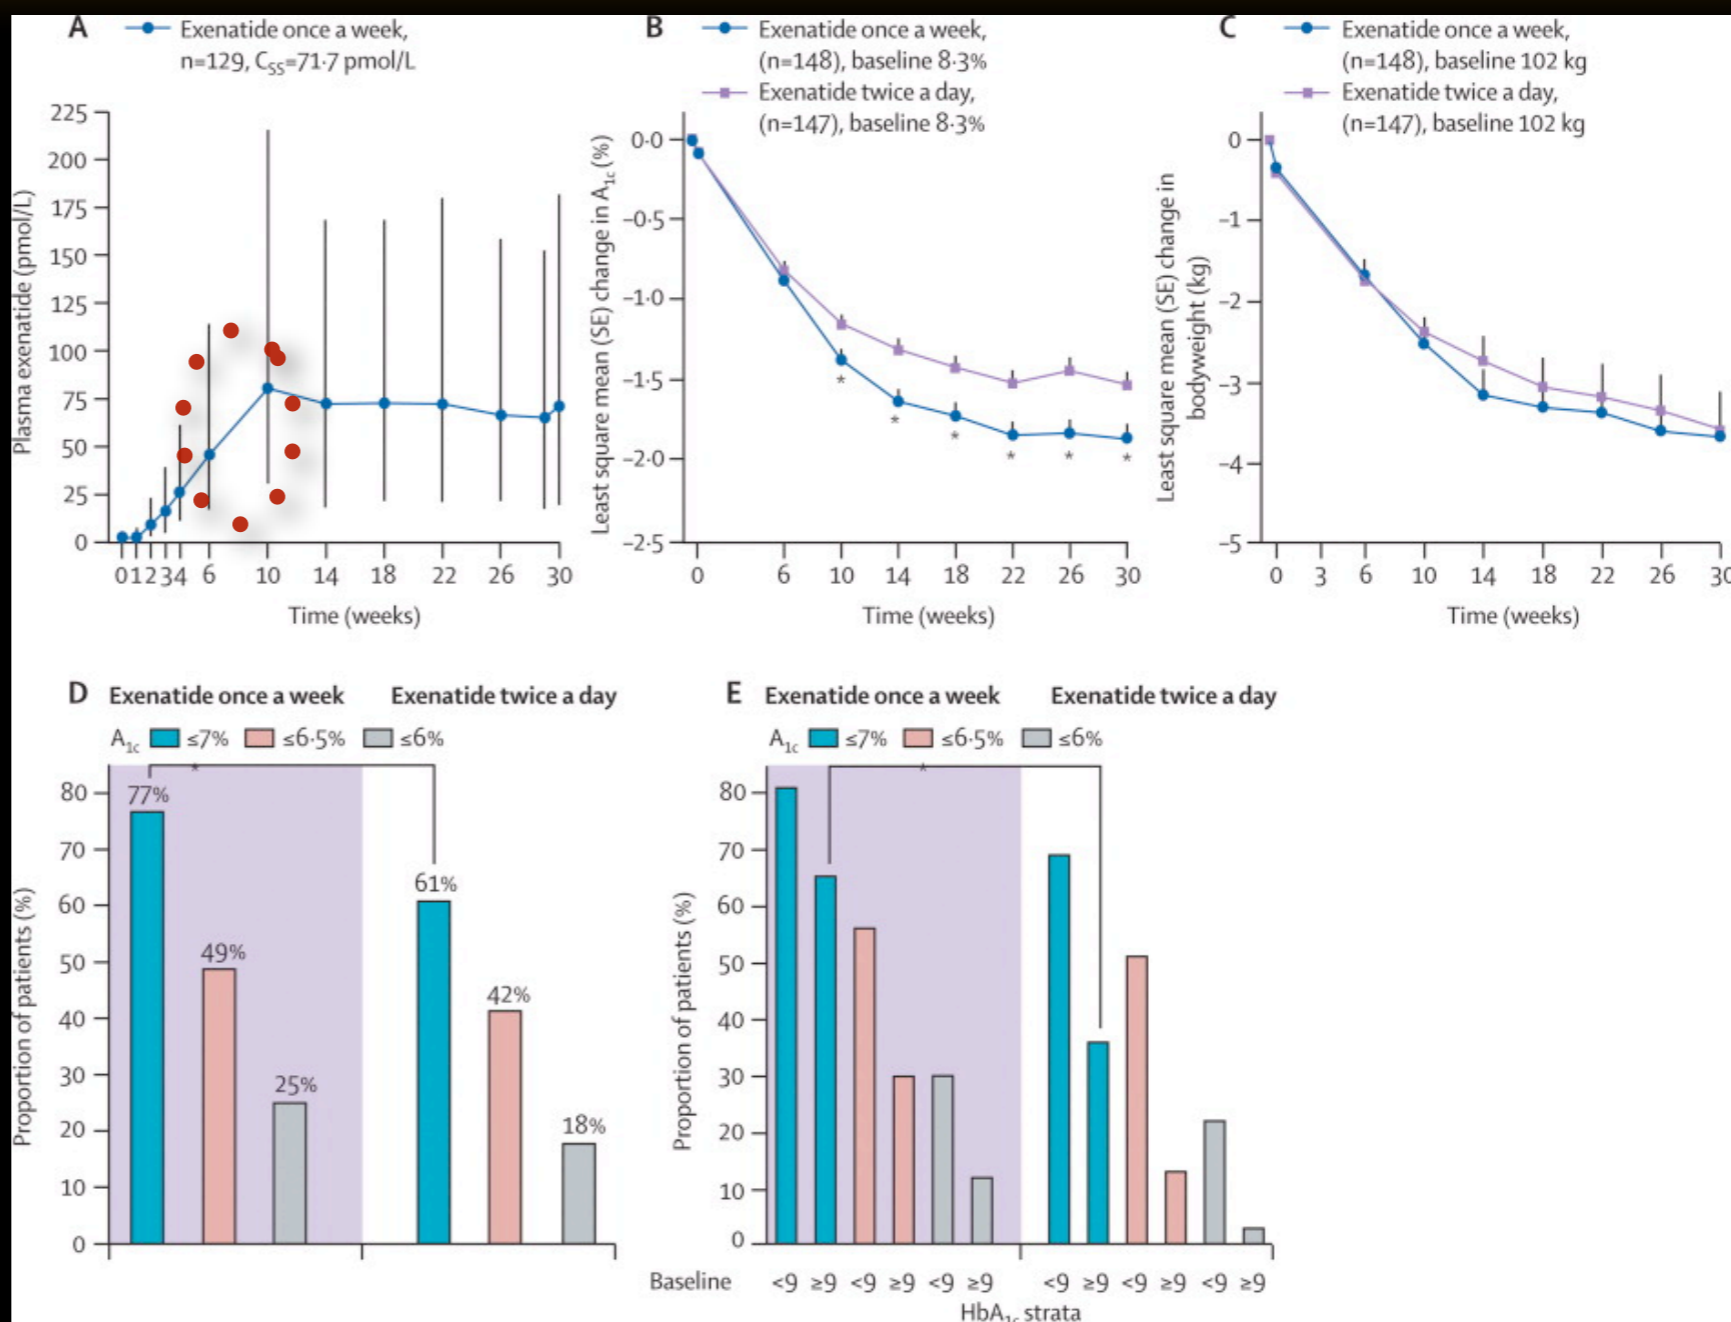 A
Exenatide once a week,
n=129, CSS=71·7 pmol/L
225
200
175
150
125
100
75
50
25
0
Plasma exenatide (pmol/L)
0 1 2 3 4 6 10 14 18 22 26 30
Time (weeks)
B
Exenatide once a week,
(n=148), baseline 8·3%
Exenatide twice a day,
(n=147), baseline 8·3%
0·0
–0·5
–1·0
–1·5
–2·0
–2·5
Least square mean (SE) change in A1c (%)
* * * * * *
0 6 10 14 18 22 26 30
Time (weeks)
C
Exenatide once a week,
(n=148), baseline 102 kg
Exenatide twice a day,
(n=147), baseline 102 kg
0
–1
–2
–3
–4
–5
Least square mean (SE) change in
bodyweight (kg)
0 3 6 10 14 18 22 26 30
Time (weeks)
D Exenatide once a week Exenatide twice a day
A1c ≤7% ≤6·5% ≤6%
*
80
70
60
50
40
30
20
10
0
Proportion of patients (%)
77%
49%
25%
61%
42%
18%
E Exenatide once a week Exenatide twice a day
A1c ≤7% ≤6·5% ≤6%
*
80
70
60
50
40
30
20
10
0
Proportion of patients (%)
Baseline <9 ≥9 <9 ≥9 <9 ≥9 <9 ≥9 <9 ≥9 <9 ≥9
HbA1c strata